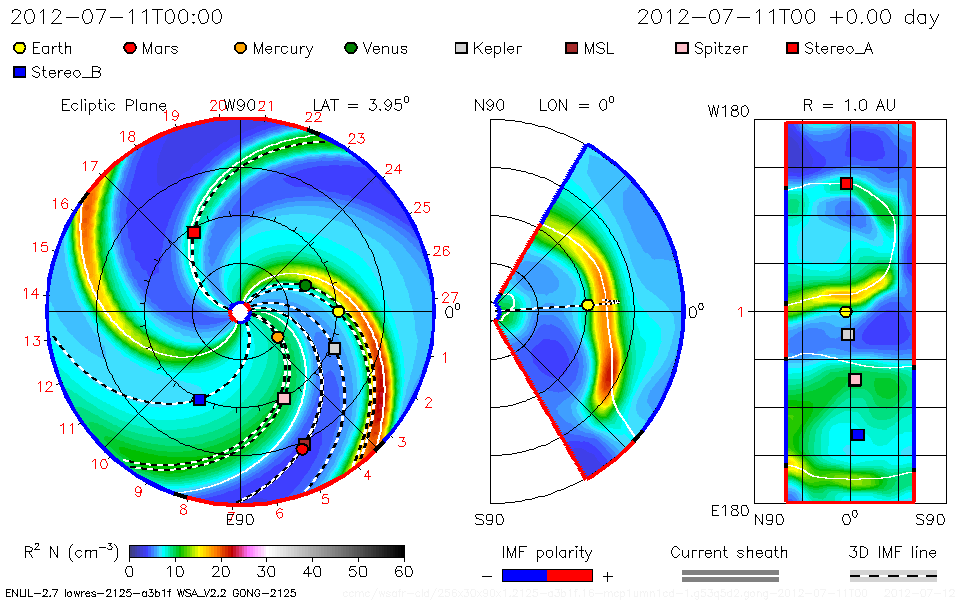 2012-07-11T00:00
2012-07-11T00 +0.00 day
Earth Mars Mercury Venus Kepler MSL Spitzer Stereo_A
Stereo_B
Ecliptic Plane W90 LAT = 3.95°
N90 LON = 0°
W180 R = 1.0 AU
19 20 21 22
18 23
17 24
16 25
15 26
14 27 0° 0° 1
13 1
12 2
11 3
10 4
9 8 7 6 5
E90
S90
E180
N90 0° S90
R² N (cm⁻³)
0 10 20 30 40 50 60
IMF polarity
- +
Current sheath
3D IMF line
ENLIL-2.7 lowres-2125-a3b1f WSA_V2.2 GONG-2125